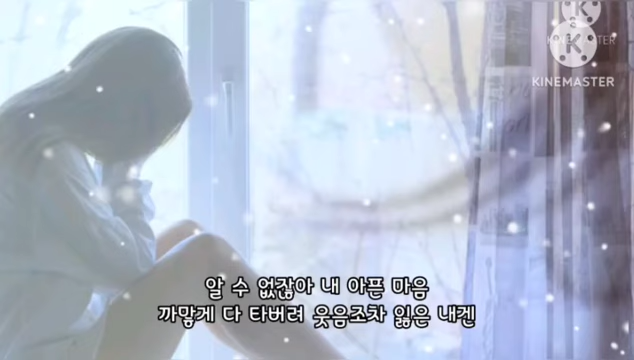 KINEMASTER
알 수 없잖아 내 아픈 마음
까맣게 다 타버려 웃음조차 잃은 내겐